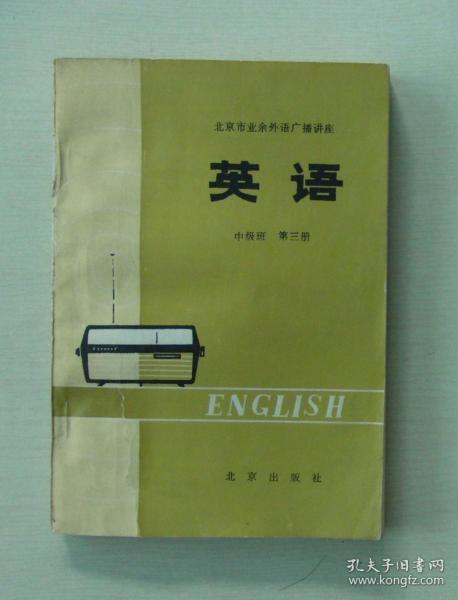 北京市业余外语广播讲座
英语
中级班 第三册
ENGLISH
北京出版社
孔夫子旧书网
www.kongfz.com